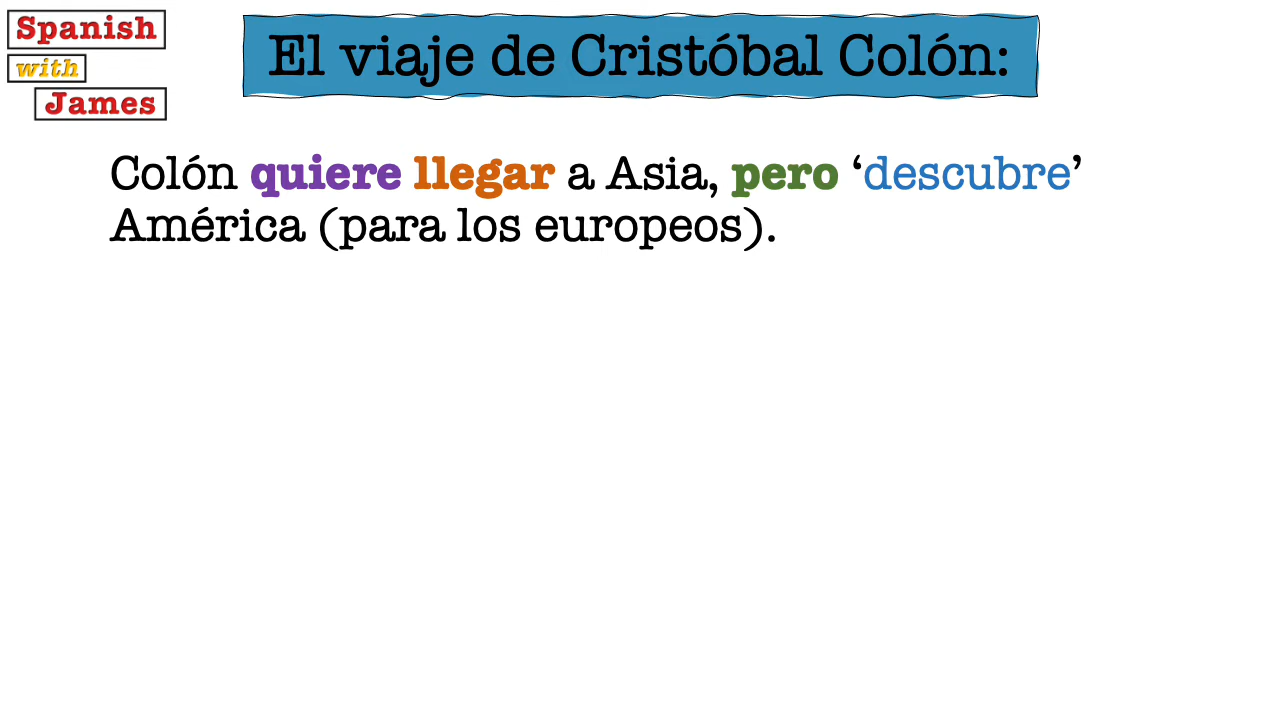 Spanish
with
James
El viaje de Cristóbal Colón:
Colón quiere llegar a Asia, pero ‘descubre’
América (para los europeos).